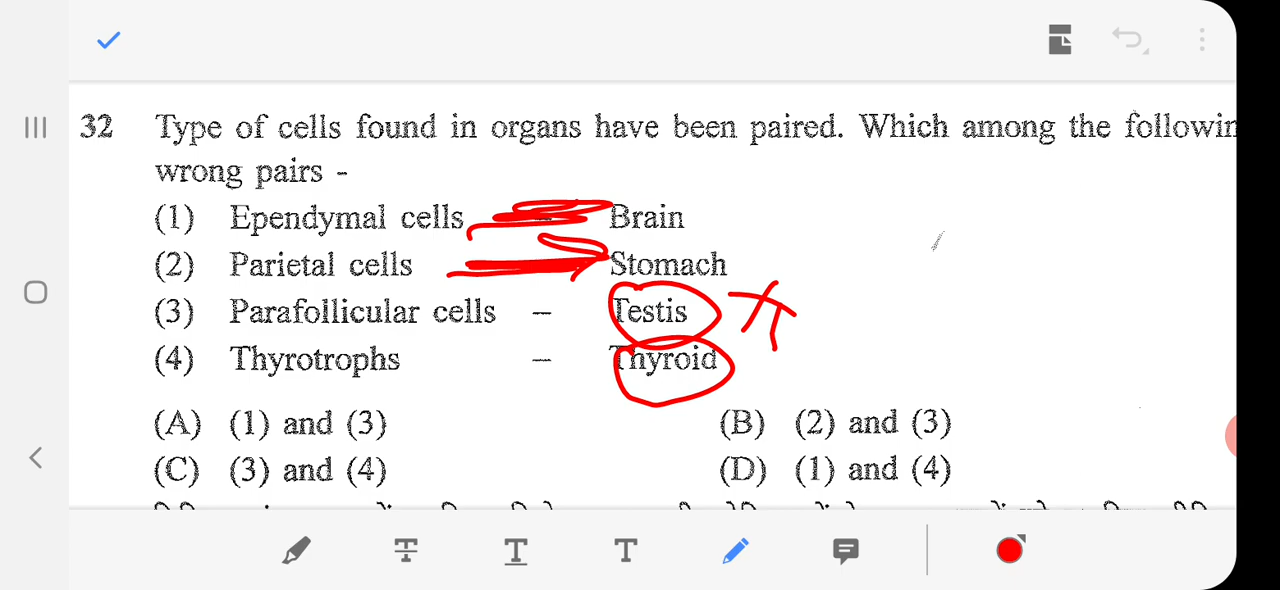 32 Type of cells found in organs have been paired. Which among the followin
wrong pairs -
(1) Ependymal cells – Brain
(2) Parietal cells Stomach
(3) Parafollicular cells – Testis
(4) Thyrotrophs – Thyroid
(A) (1) and (3) (B) (2) and (3)
(C) (3) and (4) (D) (1) and (4)
T T T